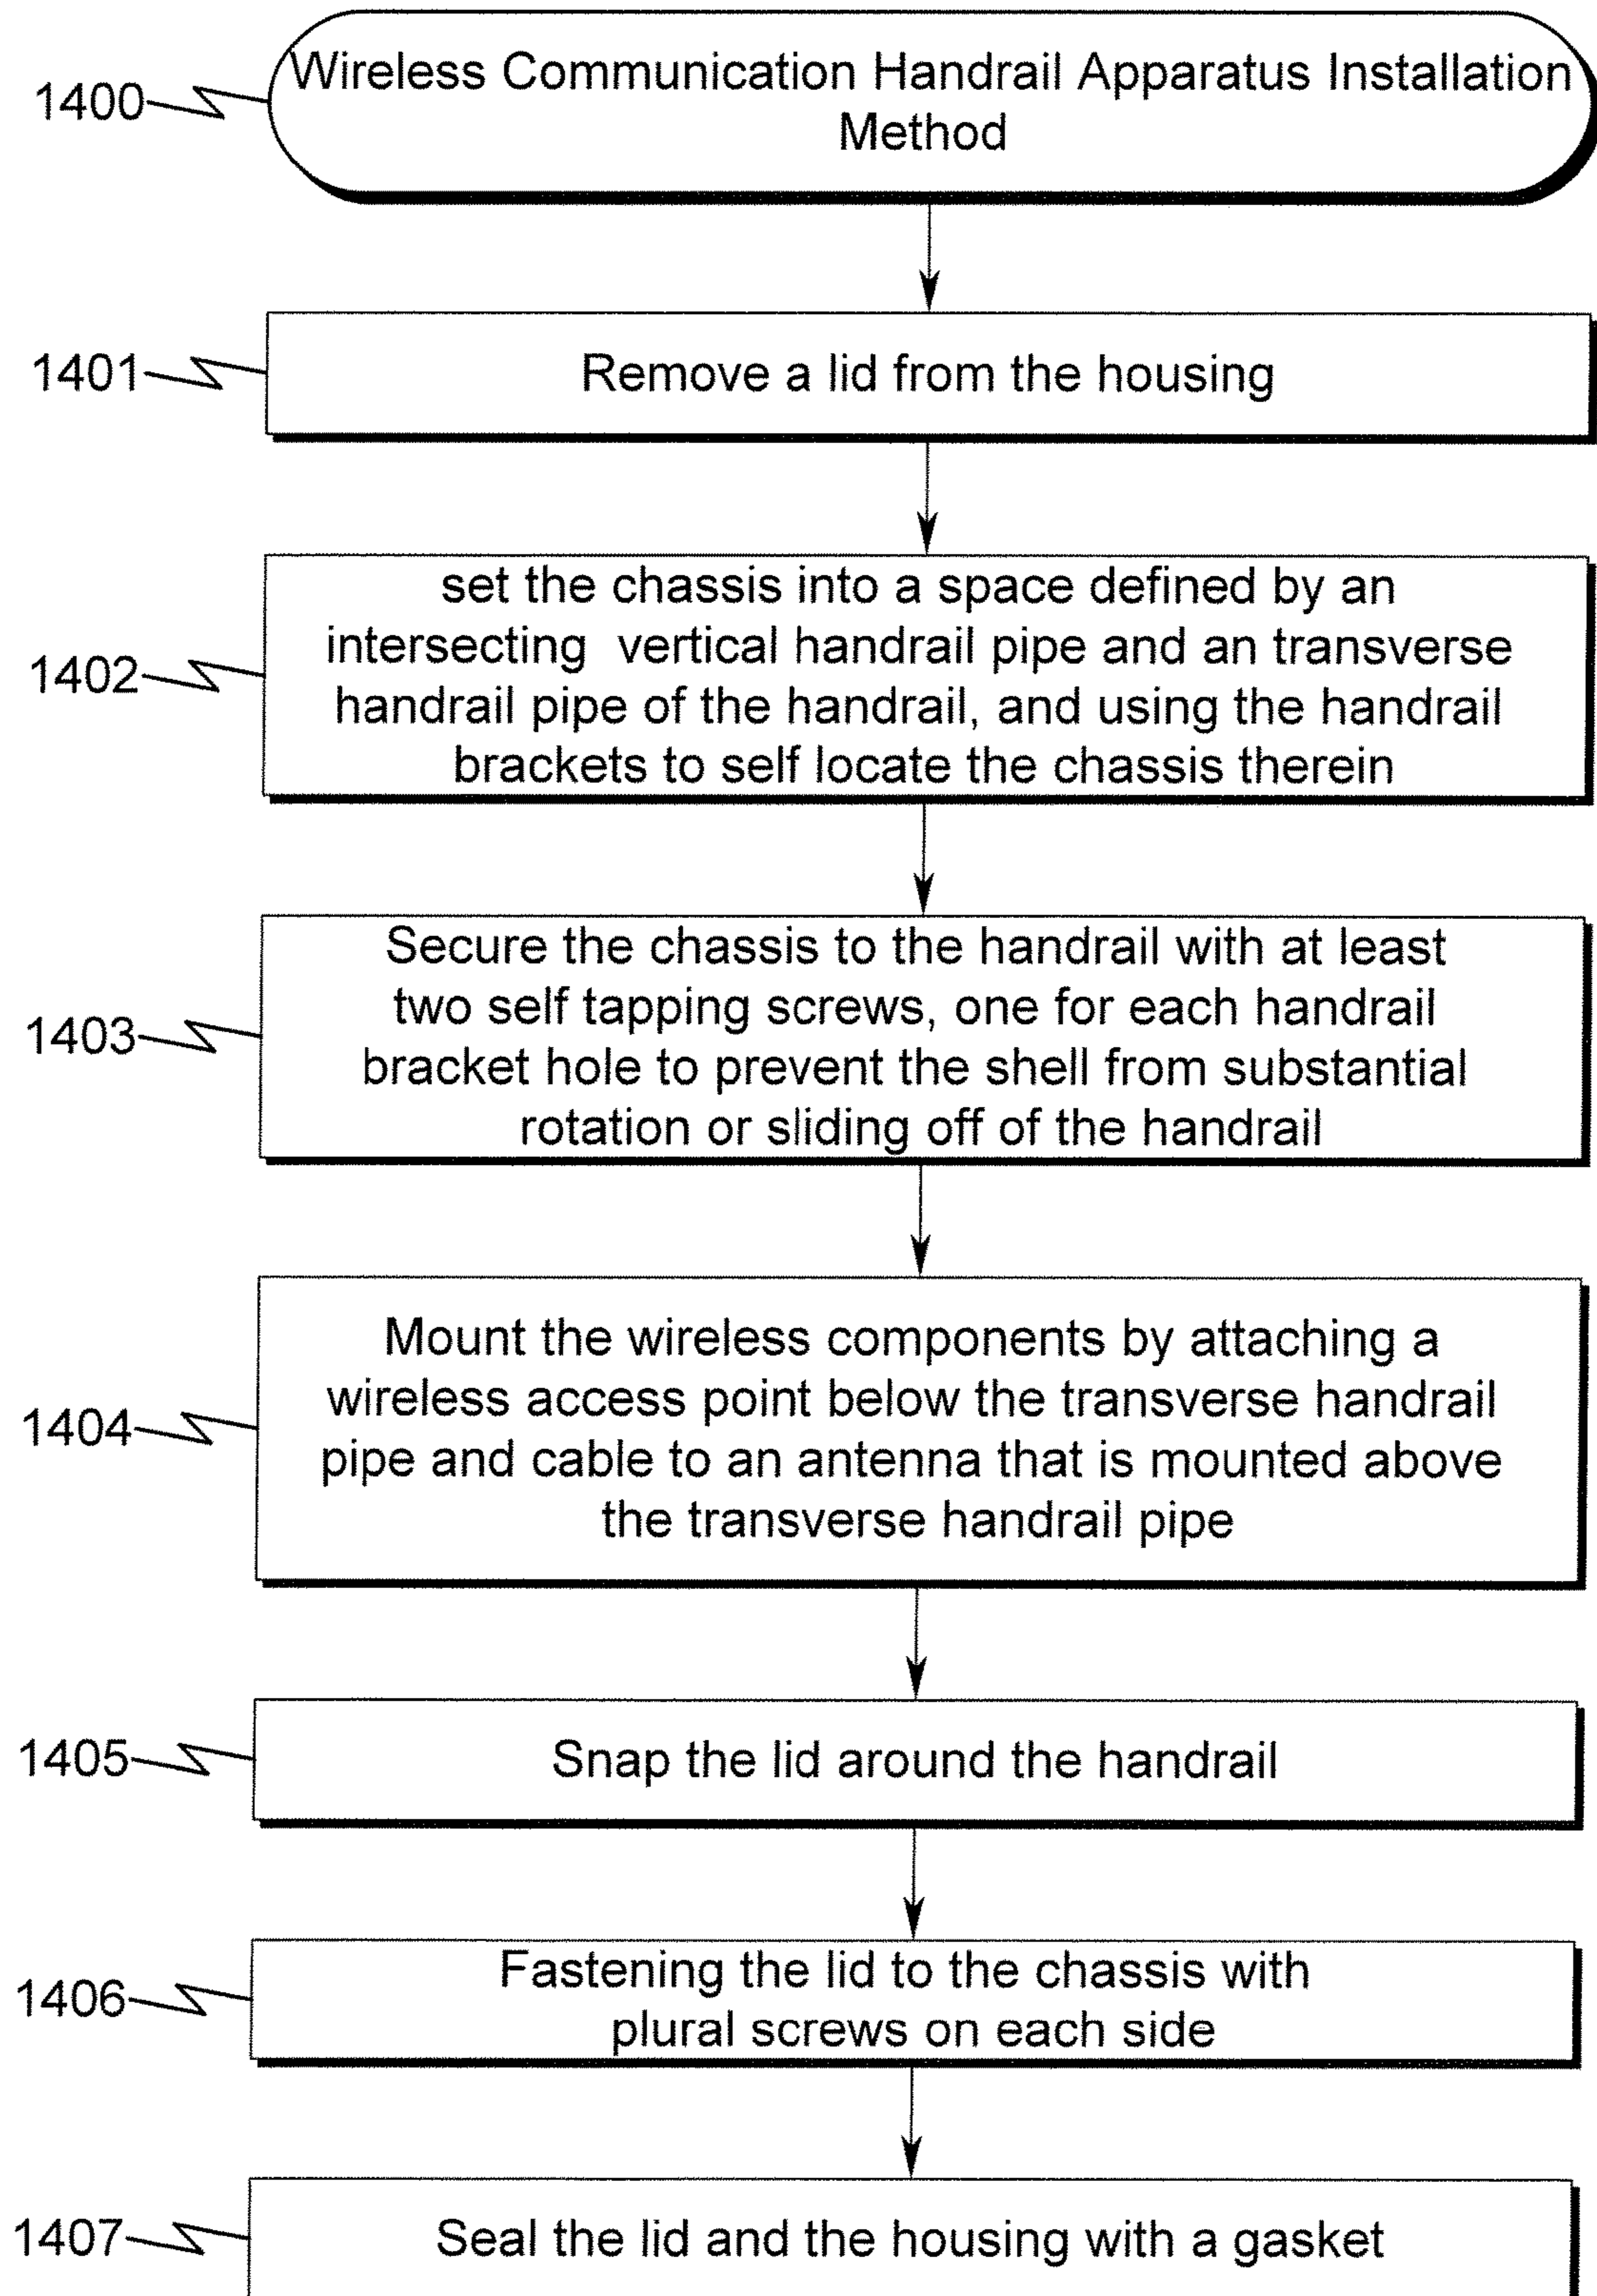 1400
Wireless Communication Handrail Apparatus Installation
Method
1401
Remove a lid from the housing
1402
set the chassis into a space defined by an
intersecting vertical handrail pipe and an transverse
handrail pipe of the handrail, and using the handrail
brackets to self locate the chassis therein
1403
Secure the chassis to the handrail with at least
two self tapping screws, one for each handrail
bracket hole to prevent the shell from substantial
rotation or sliding off of the handrail
1404
Mount the wireless components by attaching a
wireless access point below the transverse handrail
pipe and cable to an antenna that is mounted above
the transverse handrail pipe
1405
Snap the lid around the handrail
1406
Fastening the lid to the chassis with
plural screws on each side
1407
Seal the lid and the housing with a gasket